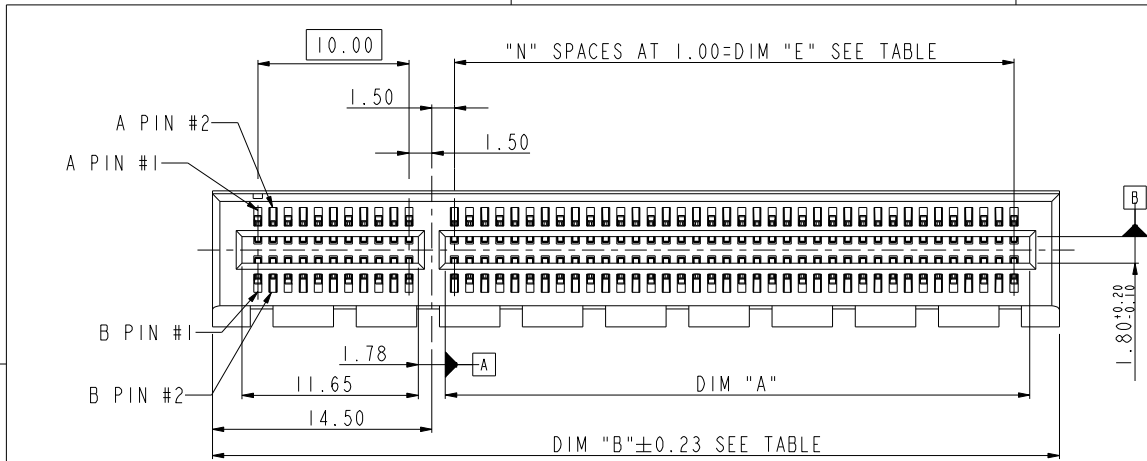 10.00
"N" SPACES AT 1.00=DIM "E" SEE TABLE
1.50
A PIN #2
1.50
A PIN #1
B
B PIN #1
1.80+0.20-0.10
1.78
A
B PIN #2
11.65
DIM "A"
14.50
DIM "B"±0.23 SEE TABLE